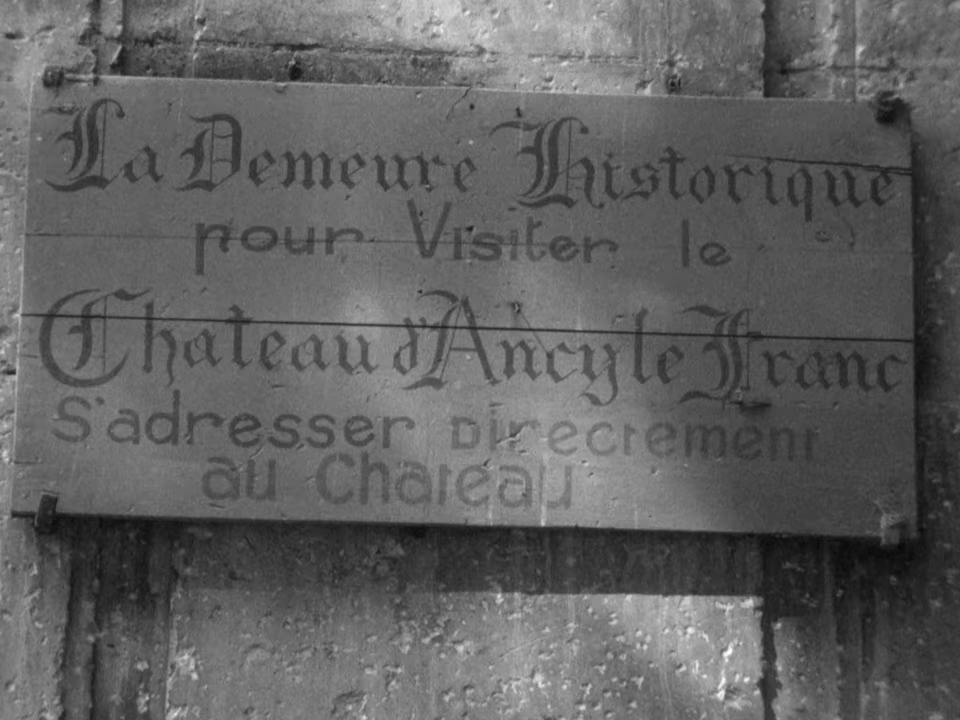 La Demeure Historique
pour Visiter le
Chateau d'Ancyle Franc
S'adresser Directement
au Chateau